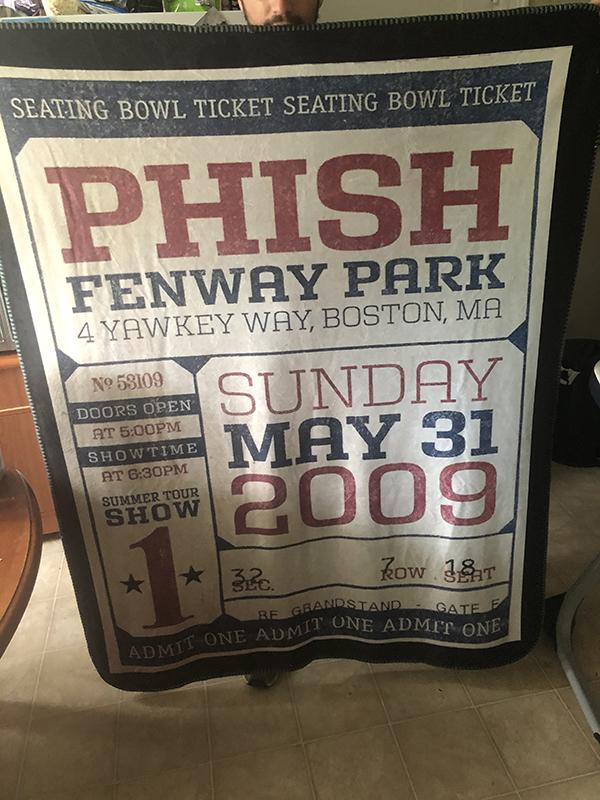 SEATING BOWL TICKET SEATING BOWL TICKET
PHISH
FENWAY PARK
4 YAWKEY WAY, BOSTON, MA
Nº 53109
DOORS OPEN
AT 5:00PM
SHOWTIME
AT 6:30PM
SUMMER TOUR
SHOW
1
SUNDAY
MAY 31
2009
32 7 18
SEC. ROW SEAT
RF GRANDSTAND - GATE E
ADMIT ONE ADMIT ONE ADMIT ONE